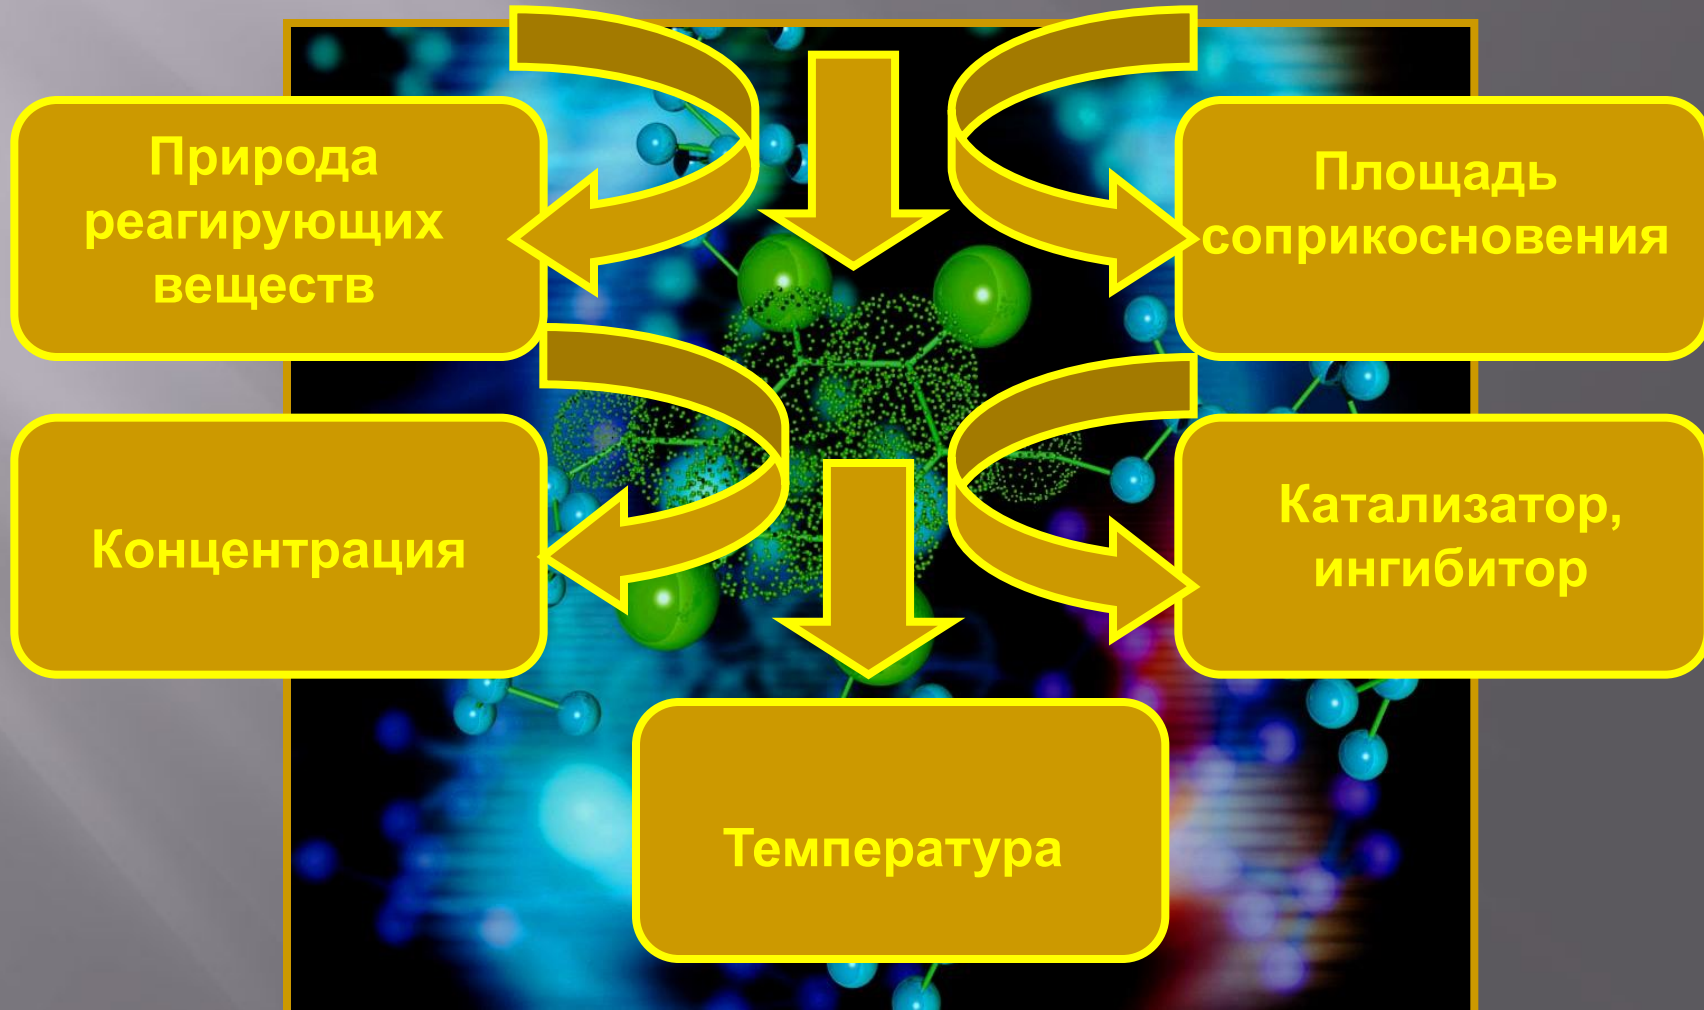 Природа
реагирующих
веществ
Площадь
соприкосновения
Концентрация
Катализатор,
ингибитор
Температура